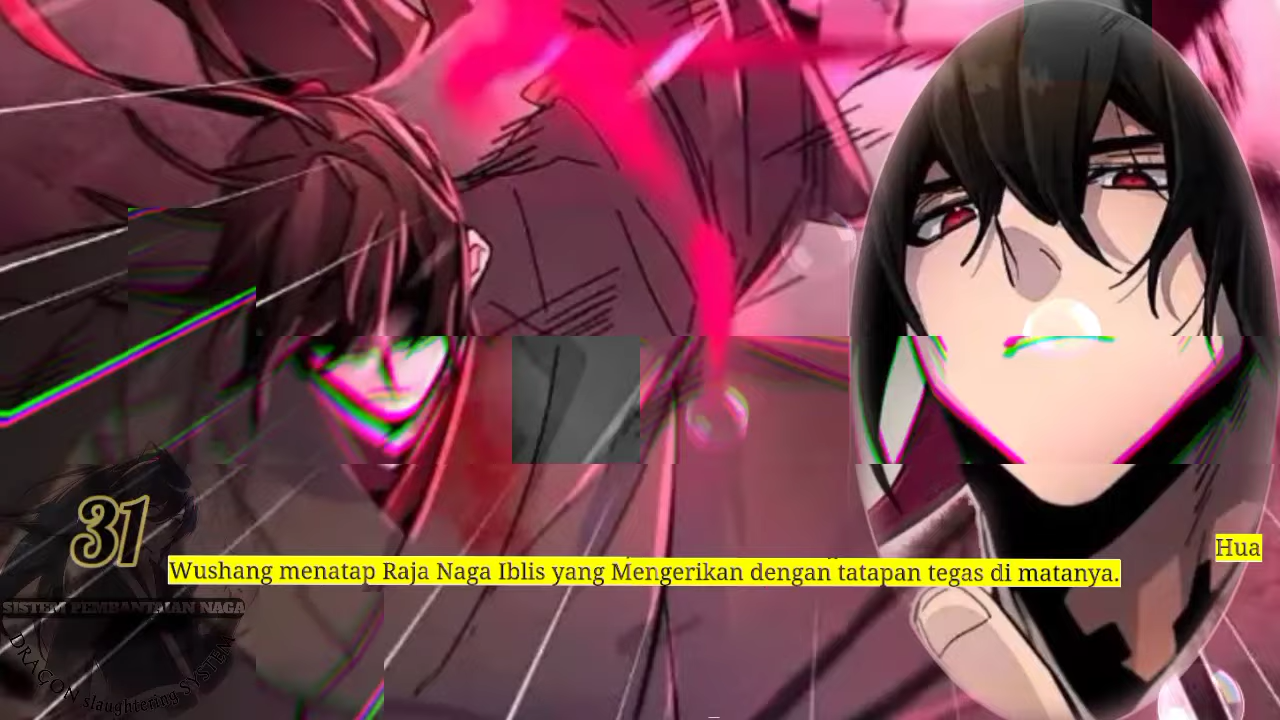 Hua
Wushang menatap Raja Naga Iblis yang Mengerikan dengan tatapan tegas di matanya.
31
SISTEM PEMBANTAIAN NAGA
DRAGON slaughtering SYSTEM